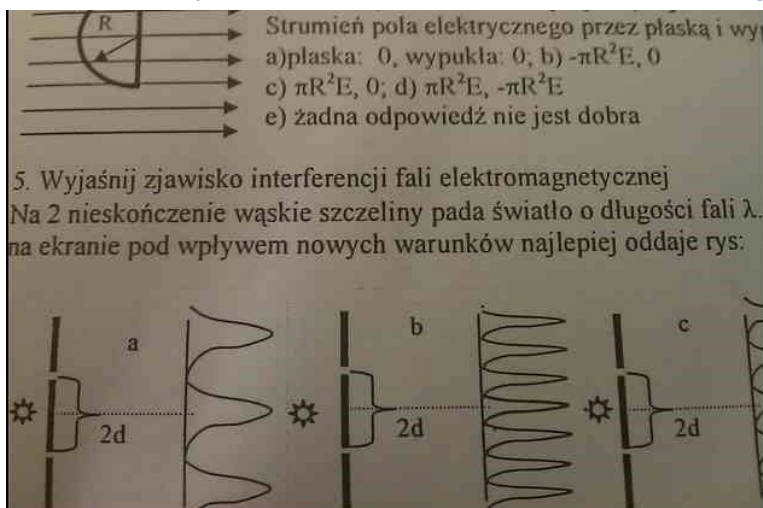 R
Strumień pola elektrycznego przez płaską i
a)płaska: 0, wypukła: 0; b) -πR²E, 0
c) πR²E, 0; d) πR²E, -πR²E
e) żadna odpowiedź nie jest dobra
5. Wyjaśnij zjawisko interferencji fali elektromagnetycznej
Na 2 nieskończenie wąskie szczeliny pada światło o długości fali λ.
na ekranie pod wpływem nowych warunków najlepiej oddaje rys:
a b c
2d 2d 2d